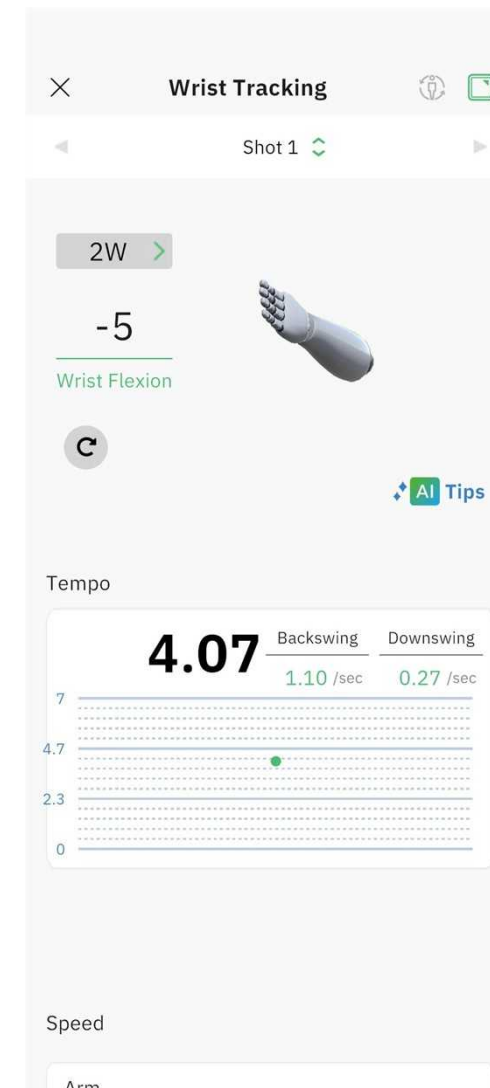 Wrist Tracking
Shot 1
2W
-5
Wrist Flexion
AI Tips
Tempo
4.07
Backswing
Downswing
1.10 /sec
0.27 /sec
7
4.7
2.3
0
Speed
Arm